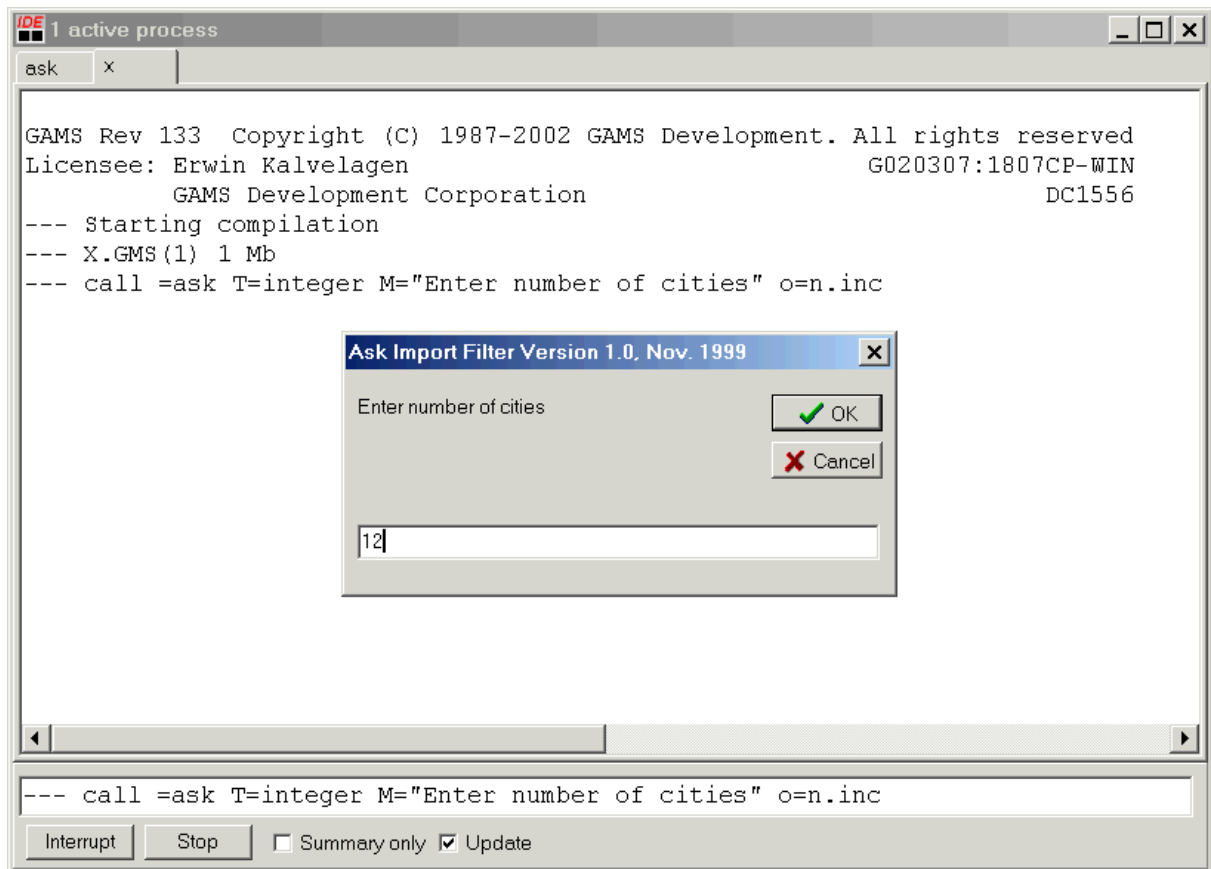 IDE 1 active process
ask x
GAMS Rev 133 Copyright (C) 1987-2002 GAMS Development. All rights reserved
Licensee: Erwin Kalvelagen G020307:1807CP-WIN
GAMS Development Corporation DC1556
--- Starting compilation
--- X.GMS(1) 1 Mb
--- call =ask T=integer M="Enter number of cities" o=n.inc
Ask Import Filter Version 1.0, Nov. 1999
Enter number of cities OK
Cancel
12
--- call =ask T=integer M="Enter number of cities" o=n.inc
Interrupt Stop Summary only Update